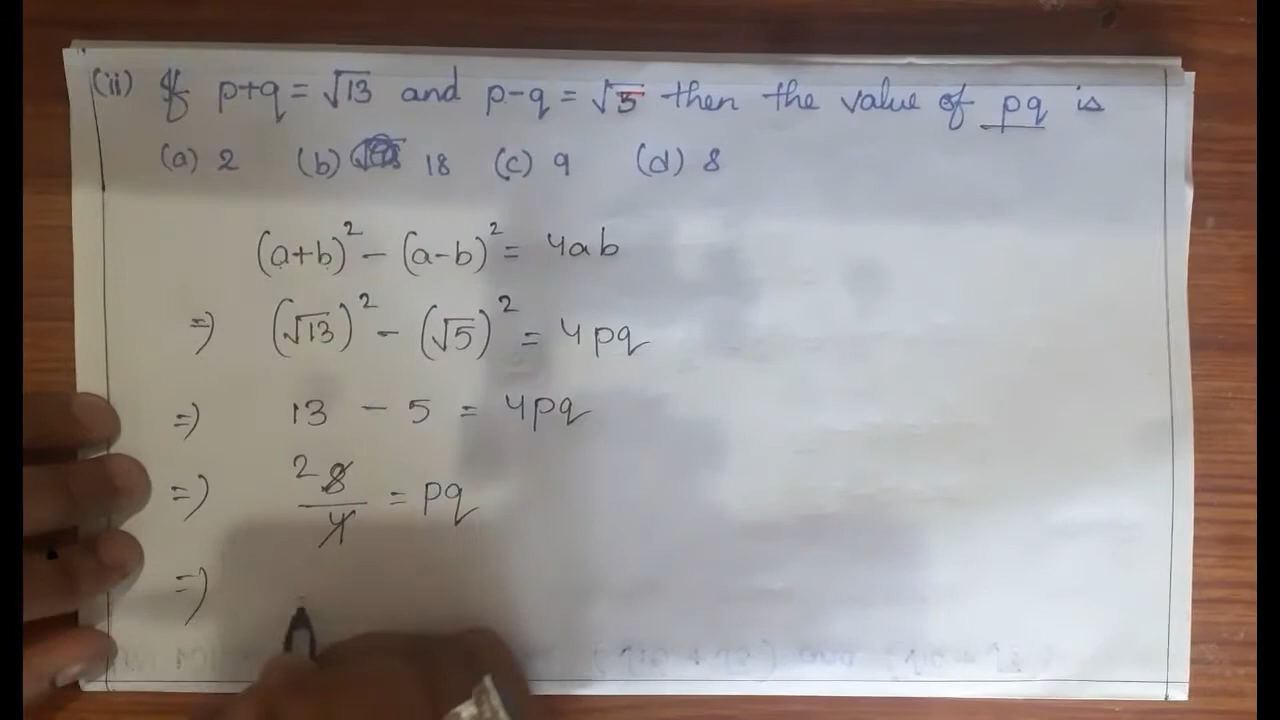 (ii) If p+q = √13 and p-q = √5 then the value of pq is
(a) 2 (b) 18 (c) 9 (d) 8
(a+b)² - (a-b)² = 4ab
=) (√13)² - (√5)² = 4pq
=) 13 - 5 = 4pq
=) 2 8/4 = pq
=)